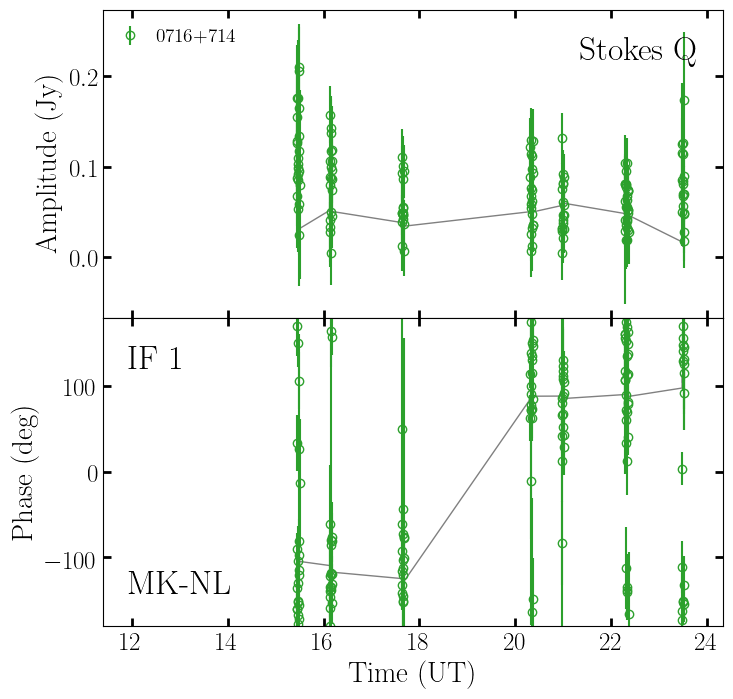 0716+714
Stokes Q
Amplitude (Jy)
0.2
0.1
0.0
IF 1
Phase (deg)
100
0
−100
MK-NL
12 14 16 18 20 22 24
Time (UT)